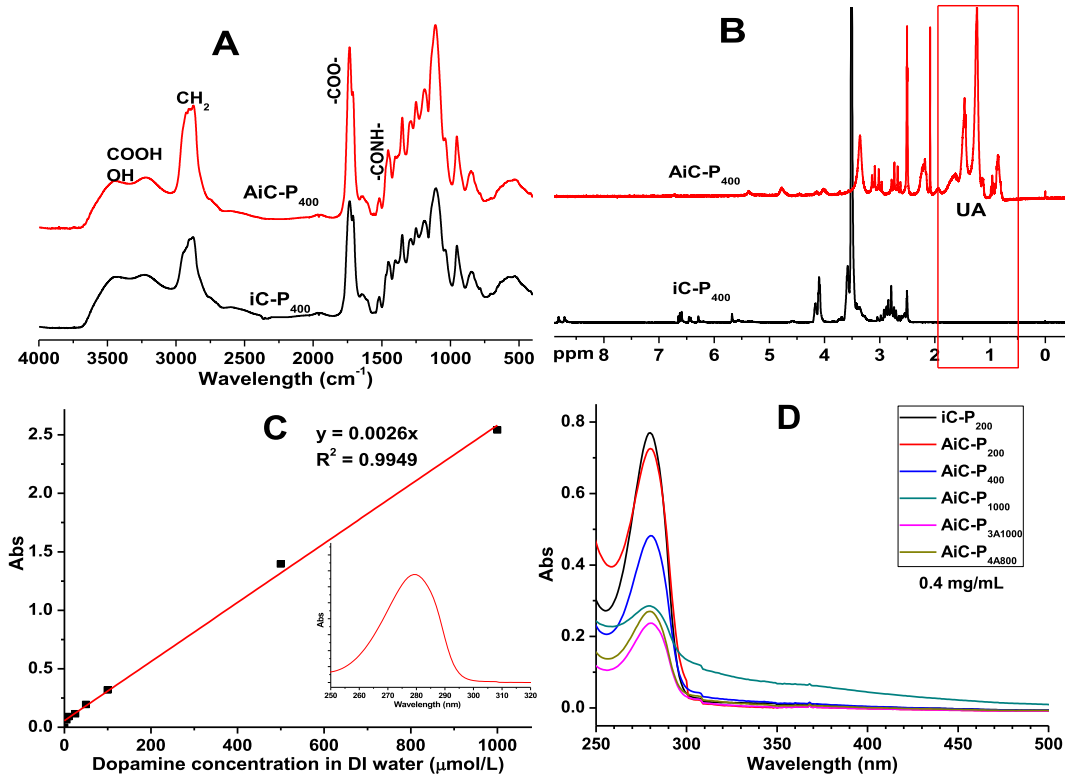 A
CH2
-COO-
-CONH-
COOH
OH
AiC-P400
iC-P400
4000 3500 3000 2500 2000 1500 1000 500
Wavelength (cm-1)
B
AiC-P400
UA
iC-P400
ppm 8 7 6 5 4 3 2 1 0
C
y = 0.0026x
R2 = 0.9949
2.5
2.0
1.5
1.0
0.5
0.0
Abs
Abs
250 260 270 280 290 300 310 320
Wavelength (nm)
0 200 400 600 800 1000
Dopamine concentration in DI water (μmol/L)
D
iC-P200
AiC-P200
AiC-P400
AiC-P1000
AiC-P3A1000
AiC-P4A800
0.4 mg/mL
0.8
0.6
0.4
0.2
0.0
Abs
250 300 350 400 450 500
Wavelength (nm)